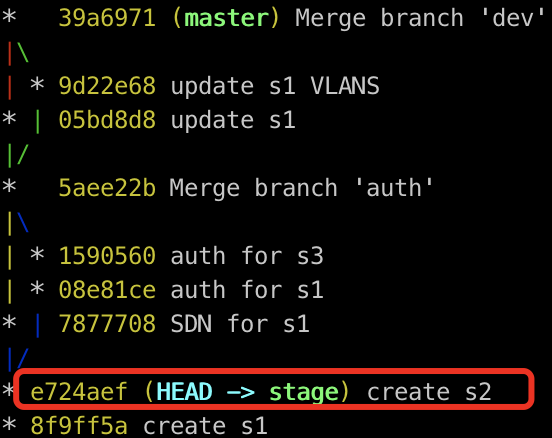 * 39a6971 (master) Merge branch 'dev'
|\
| * 9d22e68 update s1 VLANS
* | 05bd8d8 update s1
|/
* 5aee22b Merge branch 'auth'
|\
| * 1590560 auth for s3
| * 08e81ce auth for s1
* | 7877708 SDN for s1
|/
* e724aef (HEAD -> stage) create s2
* 8f9ff5a create s1